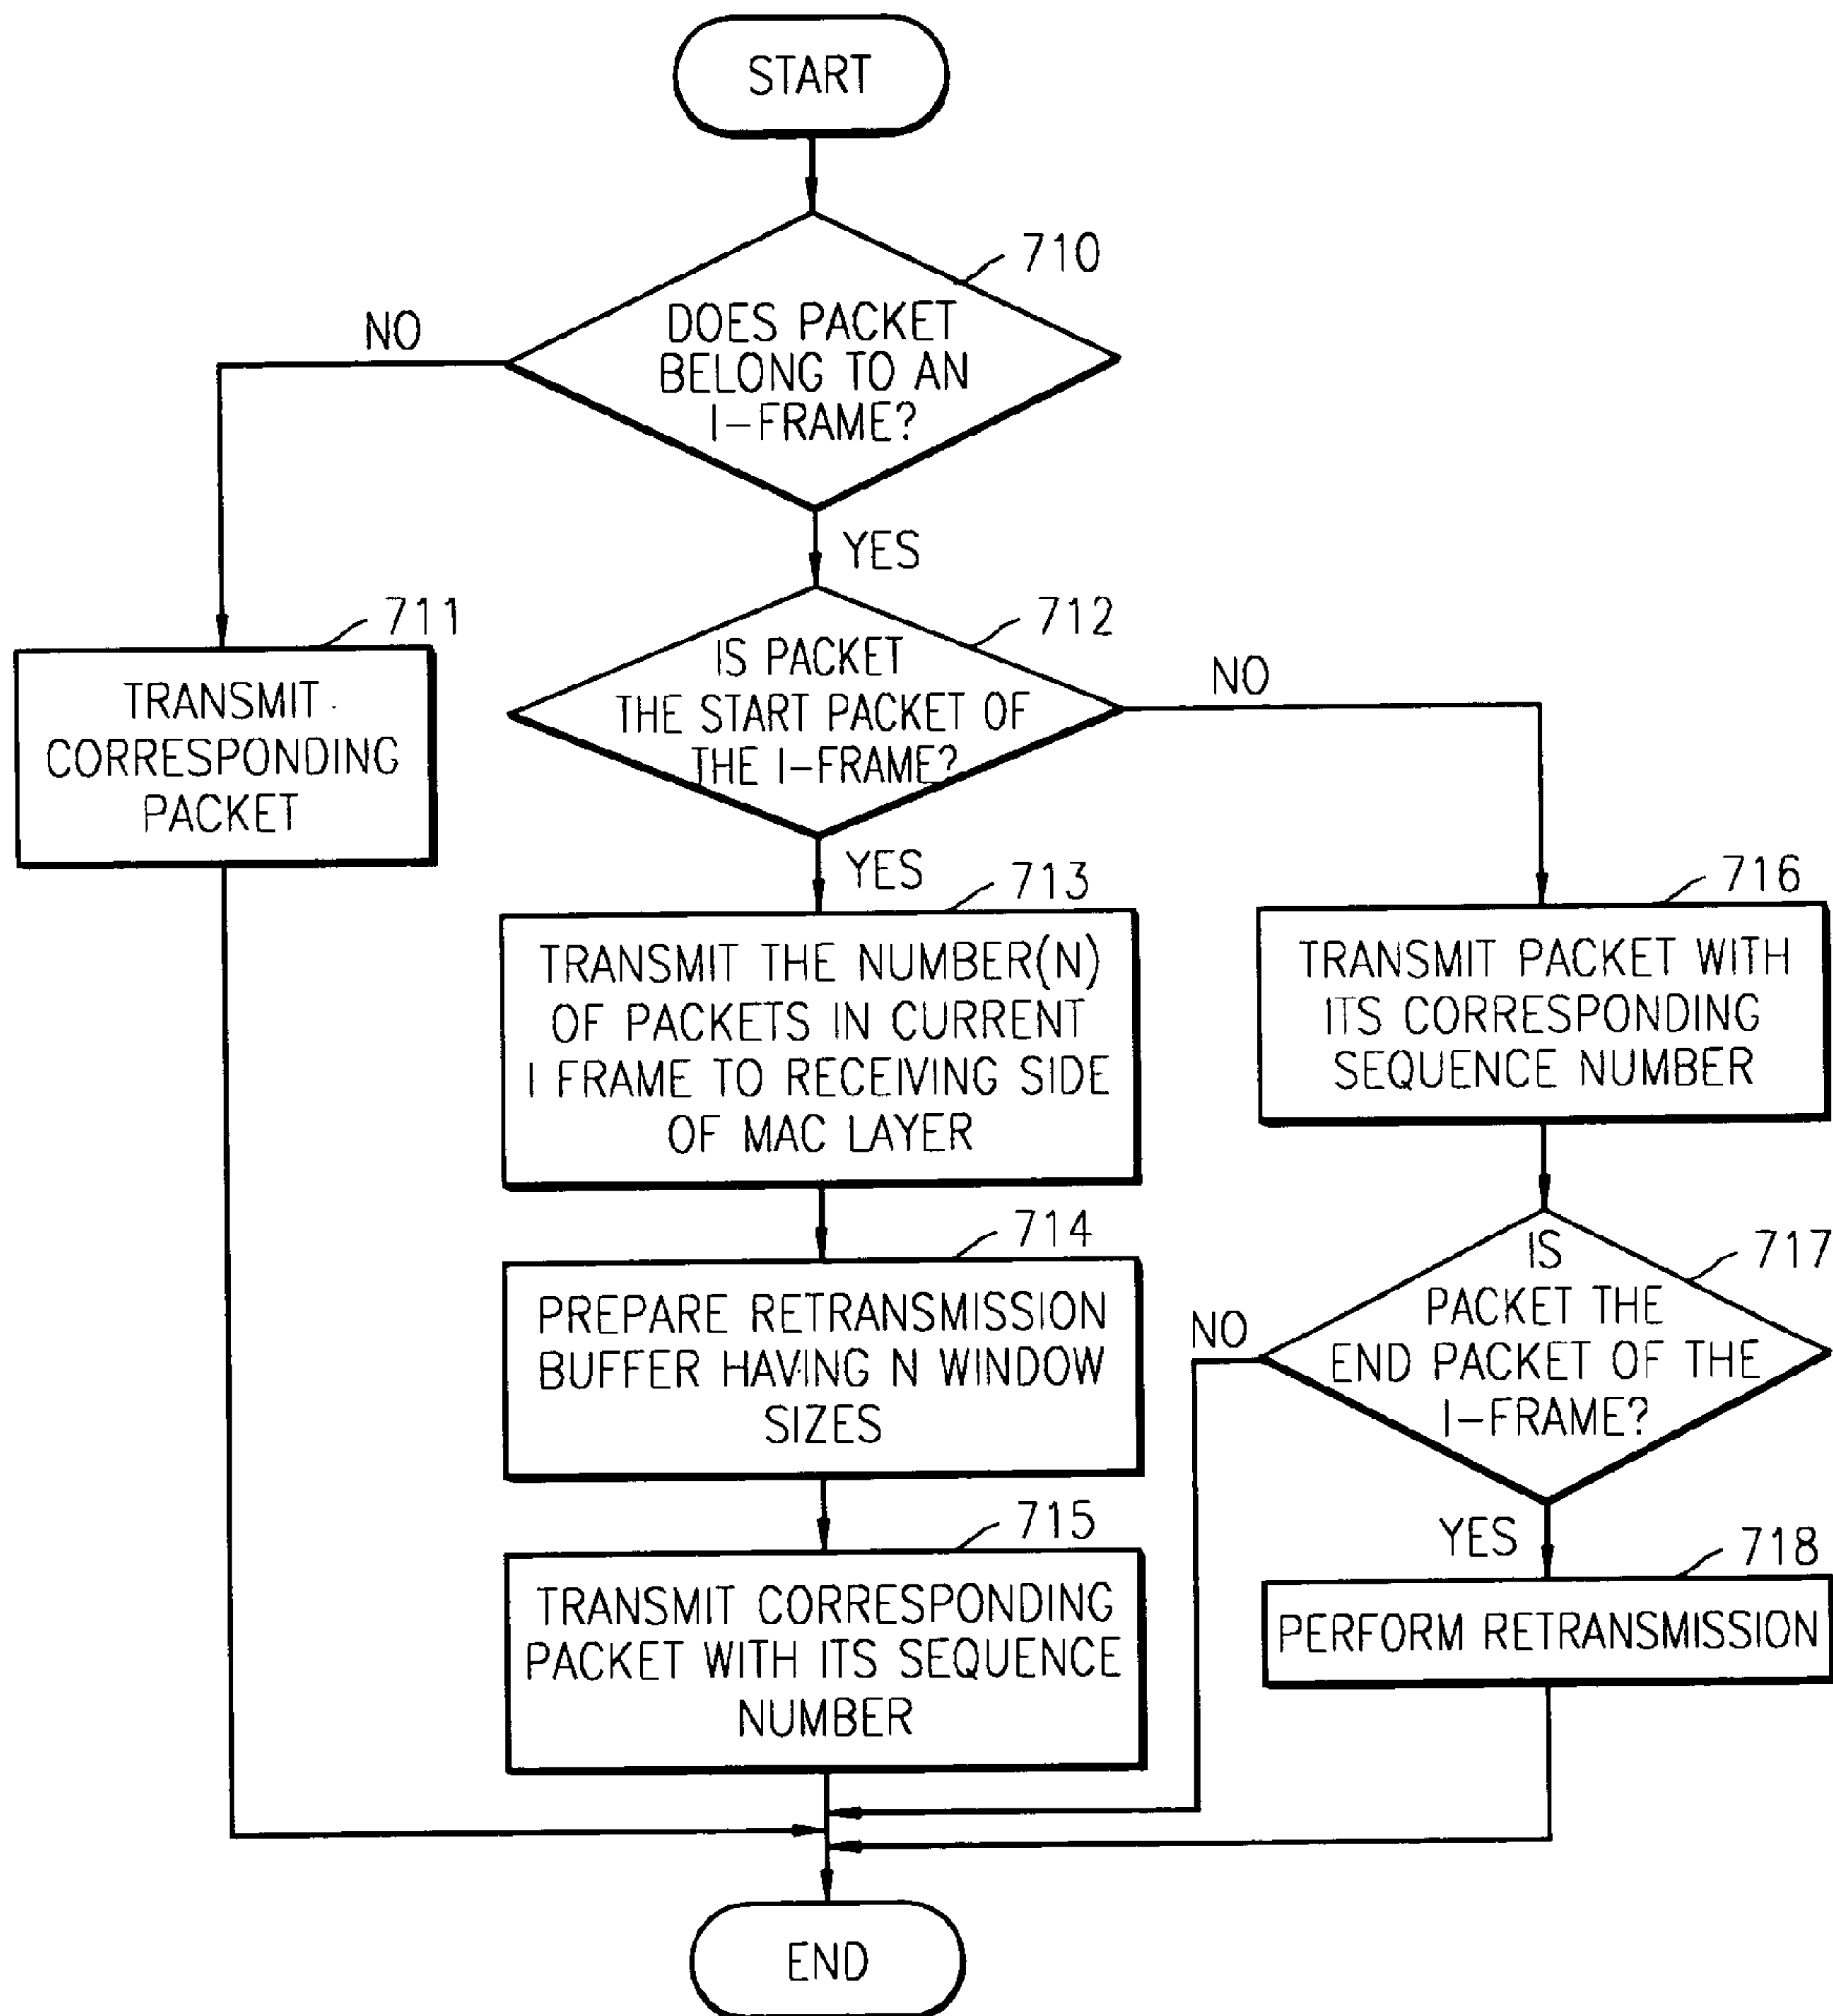 START
710
DOES PACKET
BELONG TO AN
I-FRAME?
NO
YES
711
TRANSMIT
CORRESPONDING
PACKET
712
IS PACKET
THE START PACKET OF
THE I-FRAME?
NO
YES
713
TRANSMIT THE NUMBER(N)
OF PACKETS IN CURRENT
I FRAME TO RECEIVING SIDE
OF MAC LAYER
716
TRANSMIT PACKET WITH
ITS CORRESPONDING
SEQUENCE NUMBER
714
PREPARE RETRANSMISSION
BUFFER HAVING N WINDOW
SIZES
717
IS
PACKET THE
END PACKET OF THE
I-FRAME?
NO
YES
715
TRANSMIT CORRESPONDING
PACKET WITH ITS SEQUENCE
NUMBER
718
PERFORM RETRANSMISSION
END